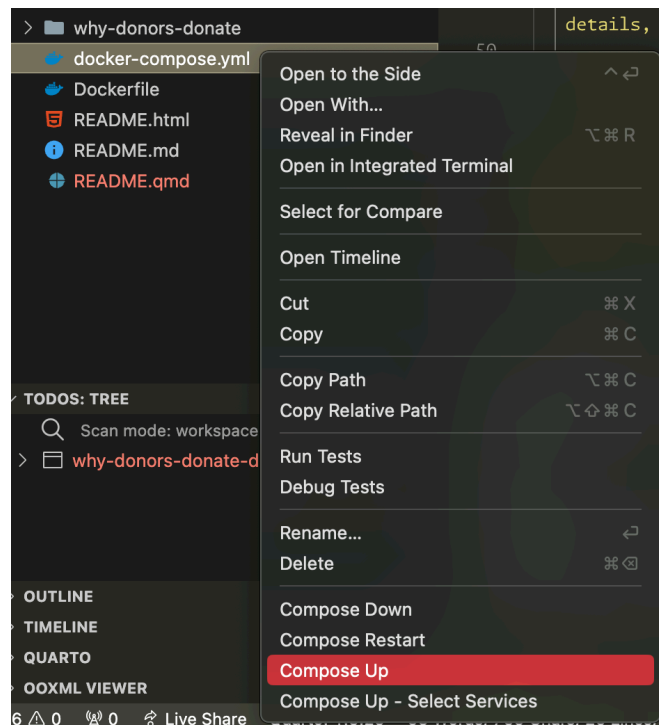 why-donors-donate
details,
docker-compose.yml
50
Dockerfile
README.html
README.md
README.qmd
Open to the Side ^ ⏎
Open With...
Reveal in Finder ⌥ ⌘ R
Open in Integrated Terminal
Select for Compare
Open Timeline
Cut ⌘ X
Copy ⌘ C
Copy Path ⌥ ⌘ C
Copy Relative Path ⌥ ⇧ ⌘ C
Run Tests
Debug Tests
Rename... ⏎
Delete ⌘ ⌫
Compose Down
Compose Restart
Compose Up
Compose Up - Select Services
TODOS: TREE
Scan mode: workspace
why-donors-donate-d
OUTLINE
TIMELINE
QUARTO
OOXML VIEWER
6 0 0 Live Share